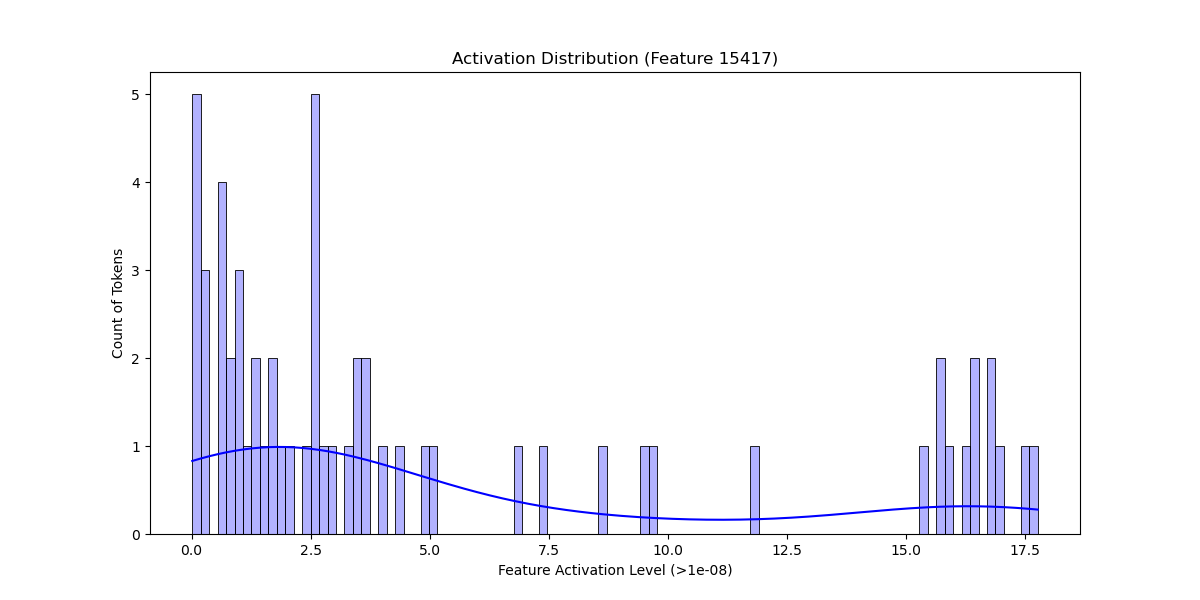 Activation Distribution (Feature 15417)
Count of Tokens
5
4
3
2
1
0
0.0 2.5 5.0 7.5 10.0 12.5 15.0 17.5
Feature Activation Level (>1e-08)